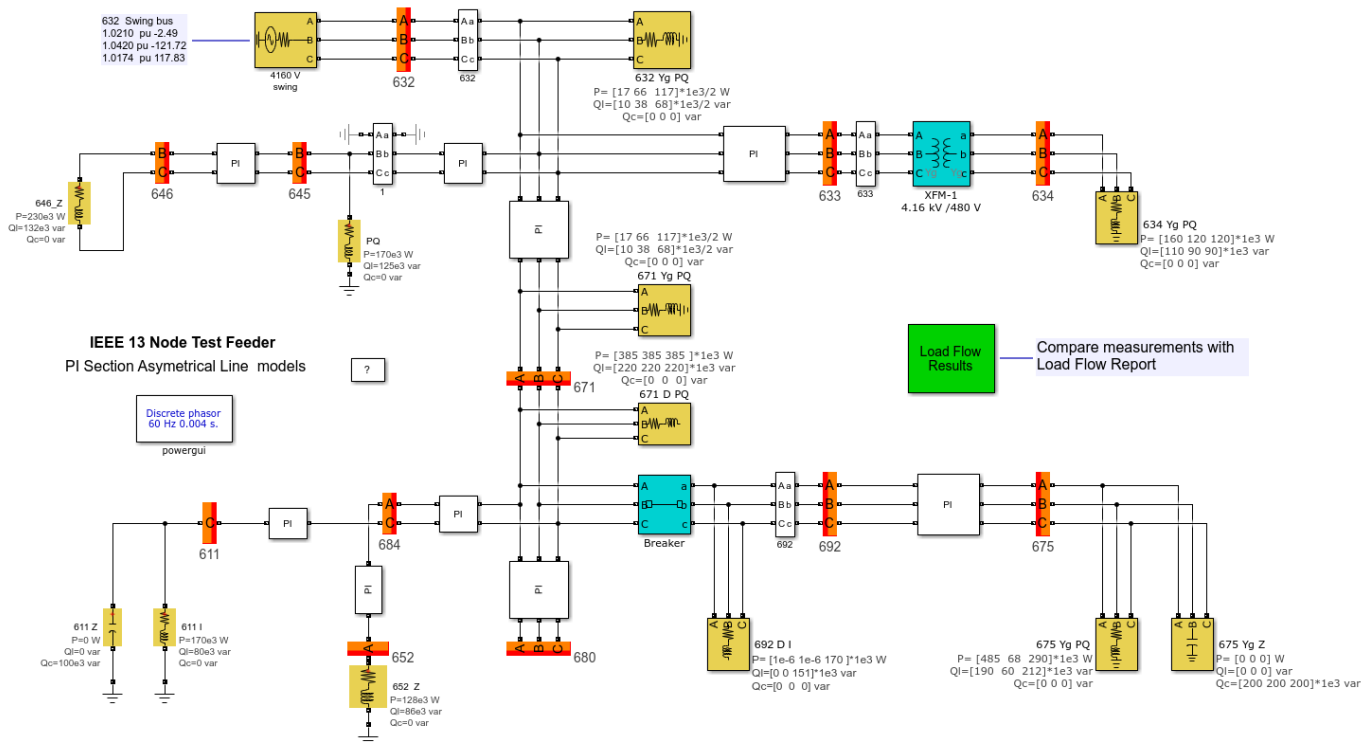 632 Swing bus
1.0210 pu -2.49
1.0420 pu -121.72
1.0174 pu 117.83
A
B
C
4160 V
swing
A
B
C
632
Aa
Bb
Cc
632
A
B
C
632 Yg PQ
P= [17 66 117]*1e3/2 W
Ql=[10 38 68]*1e3/2 var
Qc=[0 0 0] var
646_Z
P=230e3 W
Ql=132e3 var
Qc=0 var
B
C
646
PI
B
C
645
Aa
Bb
Cc
1
PI
PQ
P=170e3 W
Ql=125e3 var
Qc=0 var
PI
A
B
C
633
Aa
Bb
Cc
633
A
B
C
a
b
c
Yg
Yg
XFM-1
4.16 kV /480 V
A
B
C
634
A
B
C
634 Yg PQ
P= [160 120 120]*1e3 W
Ql=[110 90 90]*1e3 var
Qc=[0 0 0] var
PI
P= [17 66 117]*1e3/2 W
Ql=[10 38 68]*1e3/2 var
Qc=[0 0 0] var
671 Yg PQ
A
B
C
IEEE 13 Node Test Feeder
PI Section Asymetrical Line models
?
Discrete phasor
60 Hz 0.004 s.
powergui
P= [385 385 385 ]*1e3 W
Ql=[220 220 220]*1e3 var
Qc=[0 0 0] var
671 D PQ
A
B
C
A
B
C
671
Load Flow
Results
Compare measurements with
Load Flow Report
C
611
PI
A
C
684
PI
A
B
C
a
b
c
Breaker
Aa
Bb
Cc
692
A
B
C
692
PI
A
B
C
675
PI
PI
611 Z
P=0 W
Ql=0 var
Qc=100e3 var
611 I
P=170e3 W
Ql=80e3 var
Qc=0 var
A
652
652 Z
P=128e3 W
Ql=86e3 var
Qc=0 var
A
B
C
680
A
B
C
692 D I
P= [1e-6 1e-6 170 ]*1e3 W
Ql=[0 0 151]*1e3 var
Qc=[0 0 0] var
A
B
C
675 Yg PQ
P= [485 68 290]*1e3 W
Ql=[190 60 212]*1e3 var
Qc=[0 0 0] var
A
B
C
675 Yg Z
P= [0 0 0] W
Ql=[0 0 0] var
Qc=[200 200 200]*1e3 var